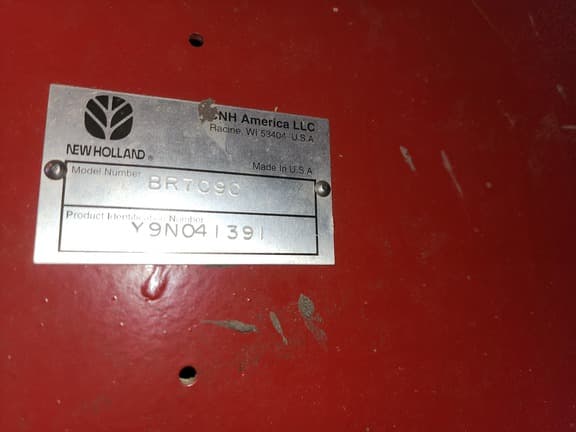 CNH America LLC
Racine, WI 53404 U.S.A
NEW HOLLAND®
Made in U.S.A
Model Number
BR7090
Product Identification Number
Y9N041391